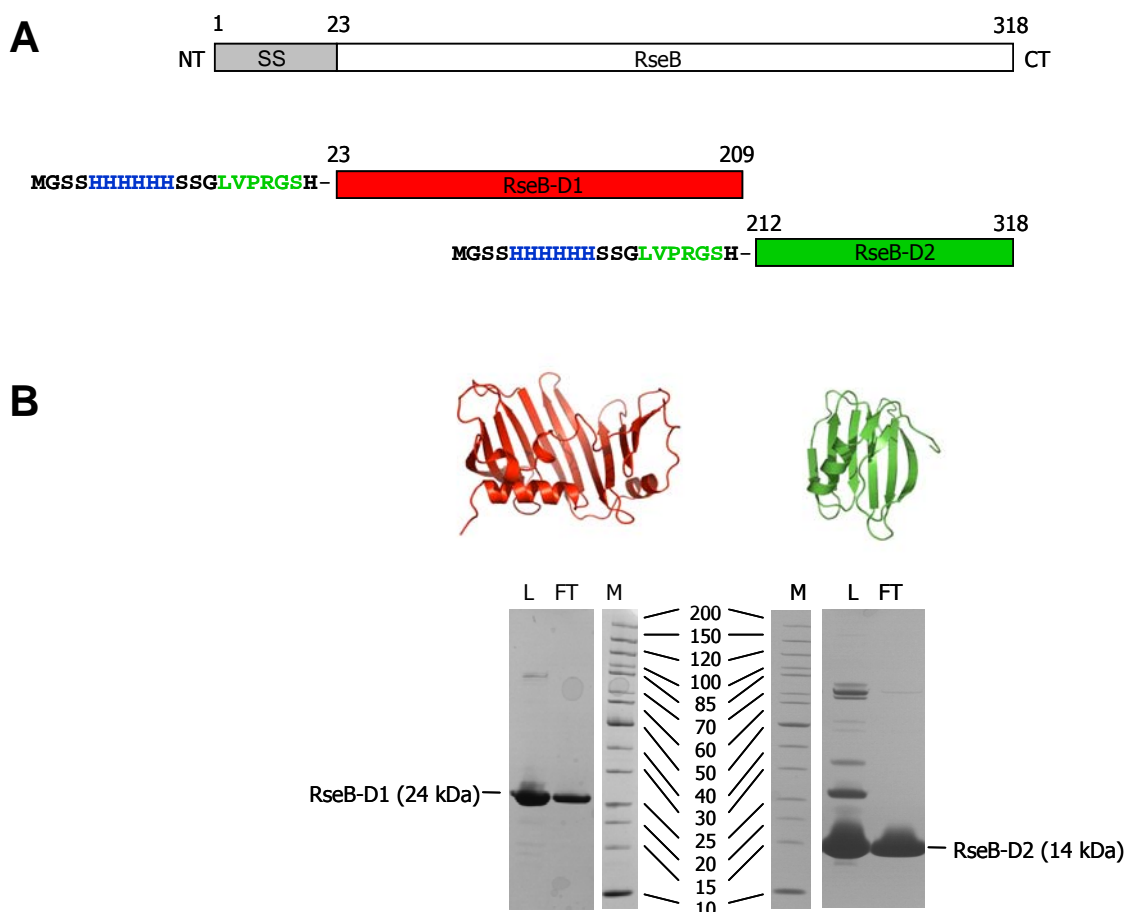 A
1 23 318
NT SS RseB CT
23 209
MGSSHHHHHHSSGLVPRGSH- RseB-D1
212 318
MGSSHHHHHHSSGLVPRGSH- RseB-D2
B
L FT M M L FT
200
150
120
100
85
70
60
50
40
30
25
20
15
10
RseB-D1 (24 kDa)
RseB-D2 (14 kDa)